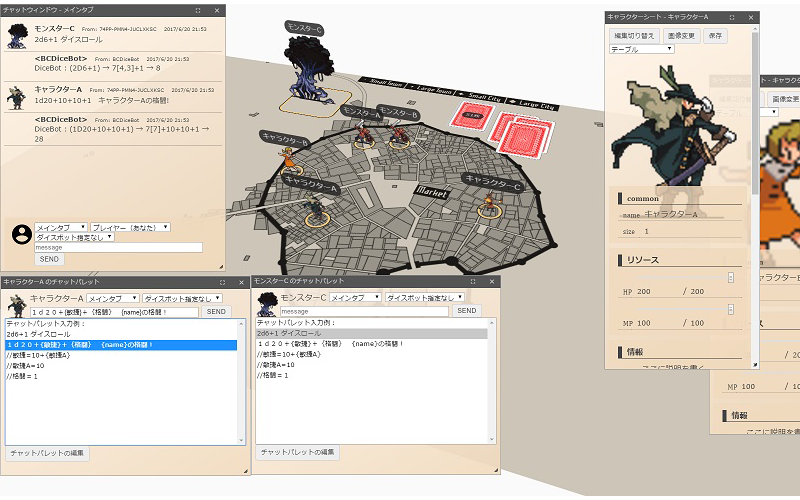 チャットウィンドウ - メインタブ
モンスターC From: 74PP-PMN4-JUCLXKSC 2017/6/20 21:53
2d6+1 ダイスロール
<BCDiceBot> From: BCDiceBot 2017/6/20 21:53
DiceBot : (2D6+1) → 7[4,3]+1 → 8
キャラクターA From: 74PP-PMN4-JUCLXKSC 2017/6/20 21:53
1d20+10+10+1 キャラクターAの格闘!
<BCDiceBot> From: BCDiceBot 2017/6/20 21:53
DiceBot : (1D20+10+10+1) → 7[7]+10+10+1 →
28
メインタブ プレイヤー（あなた）
ダイスボット指定なし
message
SEND
モンスターC
Small Town Large Town Small City Large City
モンスターA
モンスターB
キャラクターB
キャラクターA
Market
キャラクターC
キャラクターシート - キャラクターA
編集切り替え 画像変更 保存
テーブル
common
name キャラクターA
size 1
リソース
HP 200 / 200
MP 100 / 100
情報
ここに説明を書く
画像変更
MP 100
情報
ここに説明を書
キャラクターA のチャットパレット
キャラクターA メインタブ ダイスボット指定なし
１ｄ２０＋{敏捷}＋｛格闘｝ {name}の格闘！ SEND
チャットパレット入力例：
2d6+1 ダイスロール
１ｄ２０＋{敏捷}＋｛格闘｝ {name}の格闘！
//敏捷=10+{敏捷A}
//敏捷A=10
//格闘＝１
チャットパレットの編集
モンスターC のチャットパレット
モンスターC メインタブ ダイスボット指定なし
message SEND
チャットパレット入力例：
2d6+1 ダイスロール
１ｄ２０＋{敏捷}＋｛格闘｝ {name}の格闘！
//敏捷=10+{敏捷A}
//敏捷A=10
//格闘＝１
チャットパレットの編集